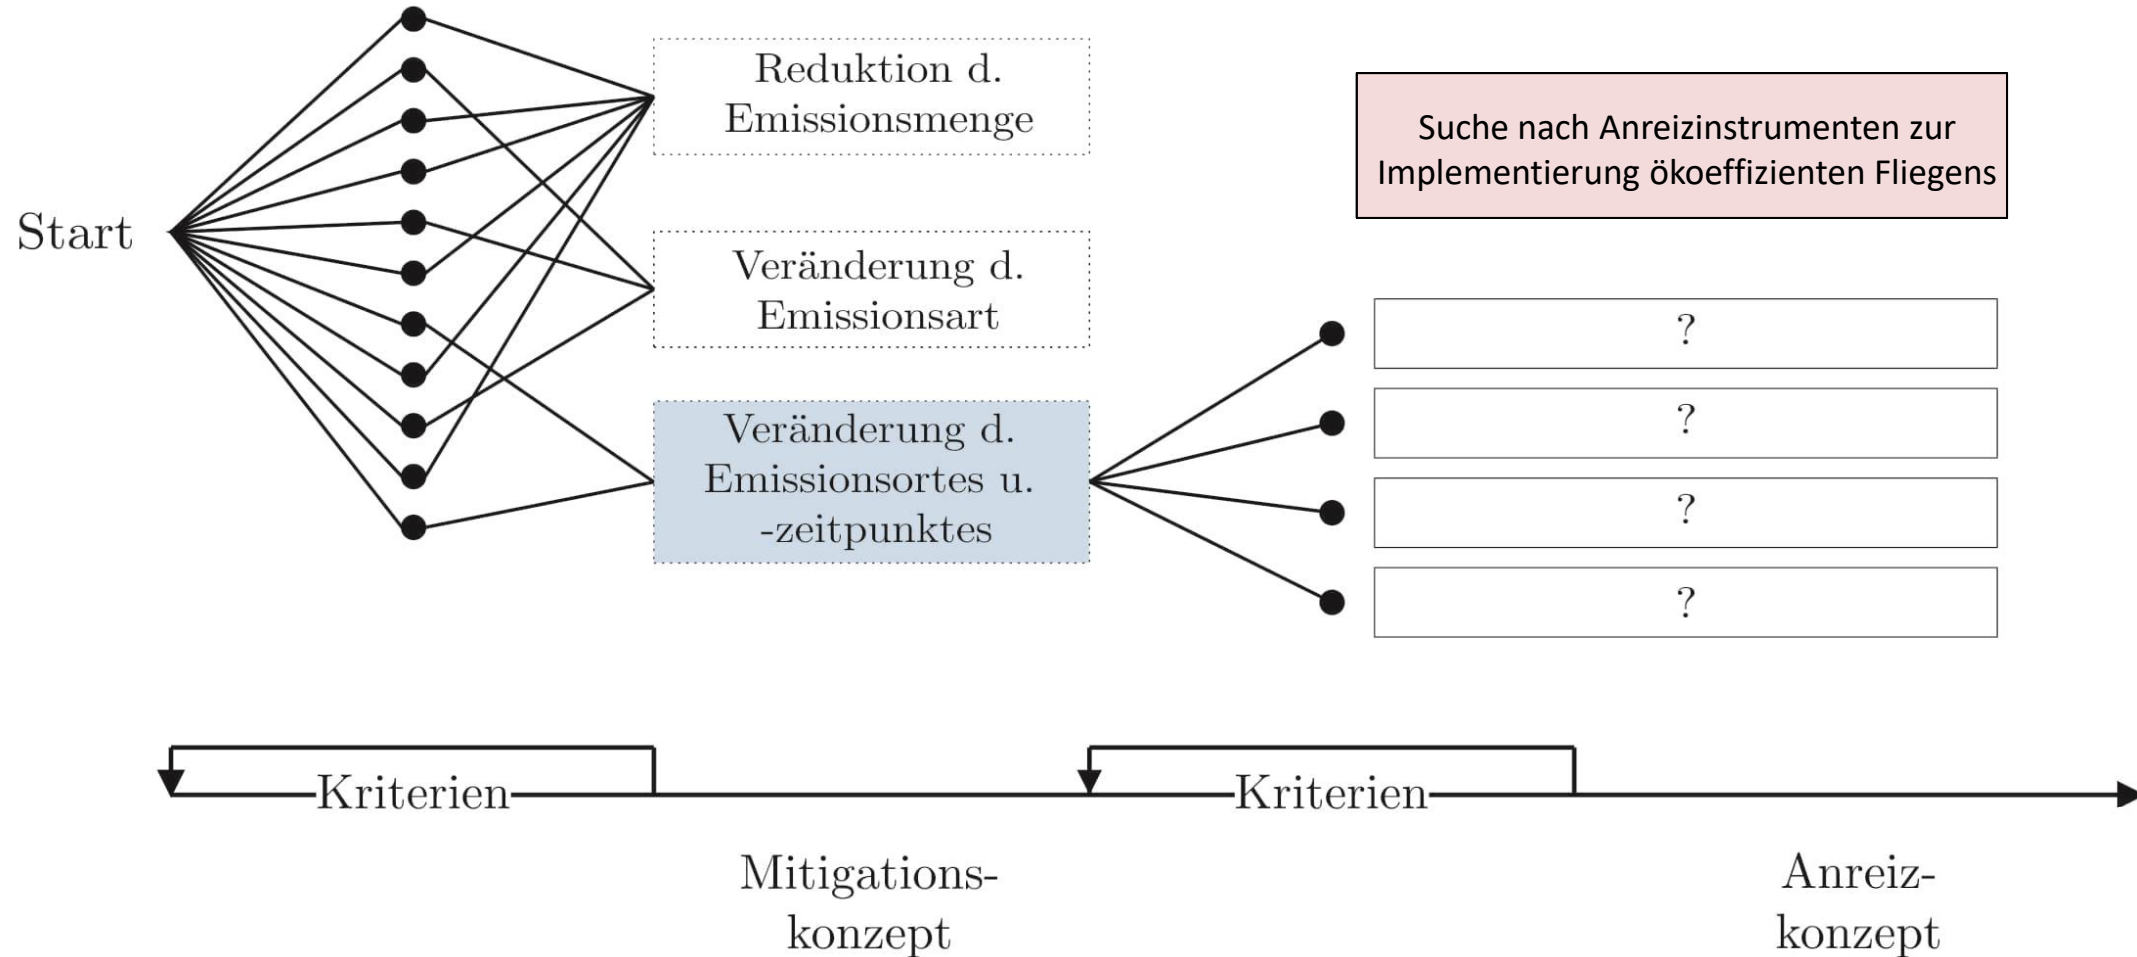 Start
Reduktion d.
Emissionsmenge
Veränderung d.
Emissionsart
Veränderung d.
Emissionsortes u.
-zeitpunktes
Suche nach Anreizinstrumenten zur
Implementierung ökoeffizienten Fliegens
?
?
?
?
Kriterien
Kriterien
Mitigations-
konzept
Anreiz-
konzept